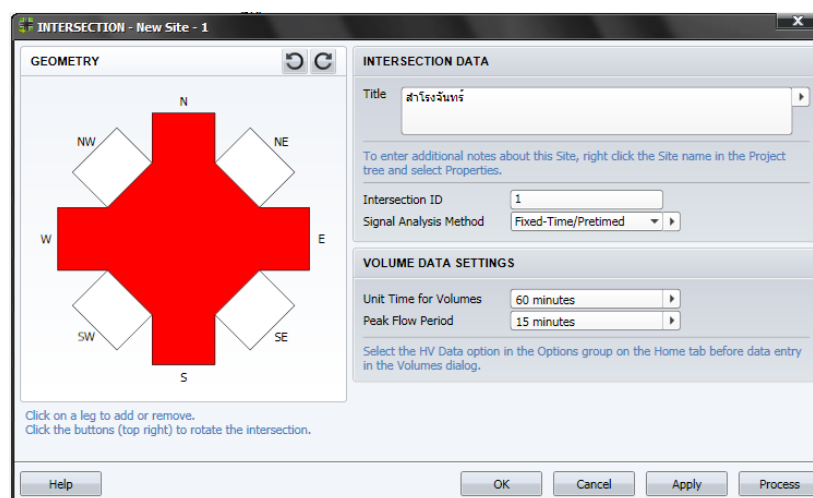 INTERSECTION - New Site - 1
x
GEOMETRY
N
NW
NE
W
E
SW
SE
S
Click on a leg to add or remove.
Click the buttons (top right) to rotate the intersection.
INTERSECTION DATA
Title
สำโรงจันทร์
To enter additional notes about this Site, right click the Site name in the Project
tree and select Properties.
Intersection ID
1
Signal Analysis Method
Fixed-Time/Pretimed
VOLUME DATA SETTINGS
Unit Time for Volumes
60 minutes
Peak Flow Period
15 minutes
Select the HV Data option in the Options group on the Home tab before data entry
in the Volumes dialog.
Help
OK
Cancel
Apply
Process